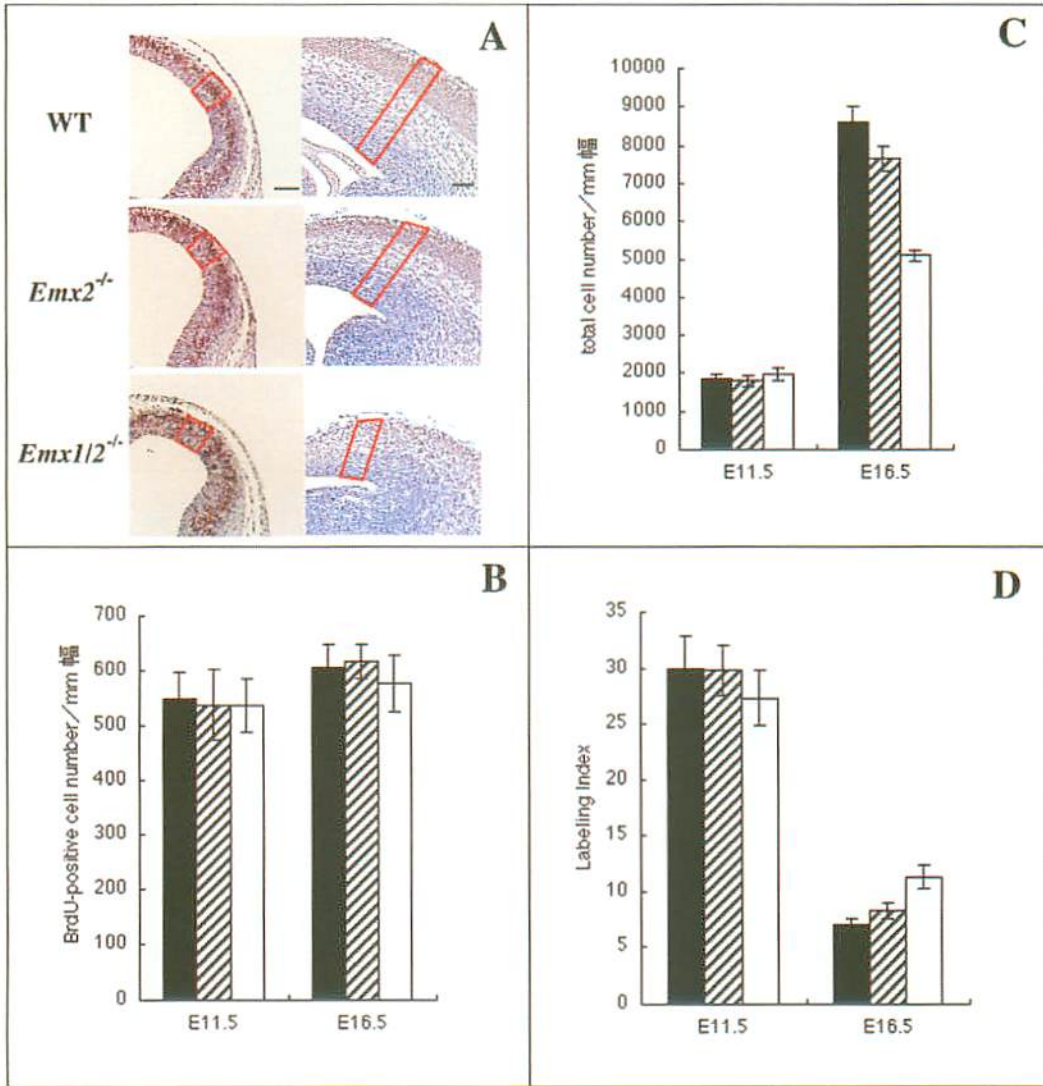 A
WT
Emx2-/-
Emx1/2-/-
B
BrdU-positive cell number/mm 幅
700
600
500
400
300
200
100
0
E11.5
E16.5
C
total cell number/mm 幅
10000
9000
8000
7000
6000
5000
4000
3000
2000
1000
0
E11.5
E16.5
D
Labeling Index
35
30
25
20
15
10
5
0
E11.5
E16.5